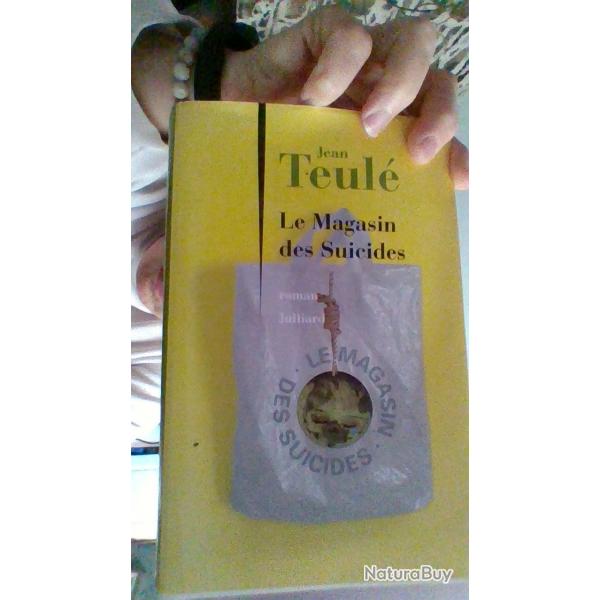 Jean
Teulé
Le Magasin
des Suicides
roman
Julliard
· LE MAGASIN ·
DES SUICIDES
NaturaBuy